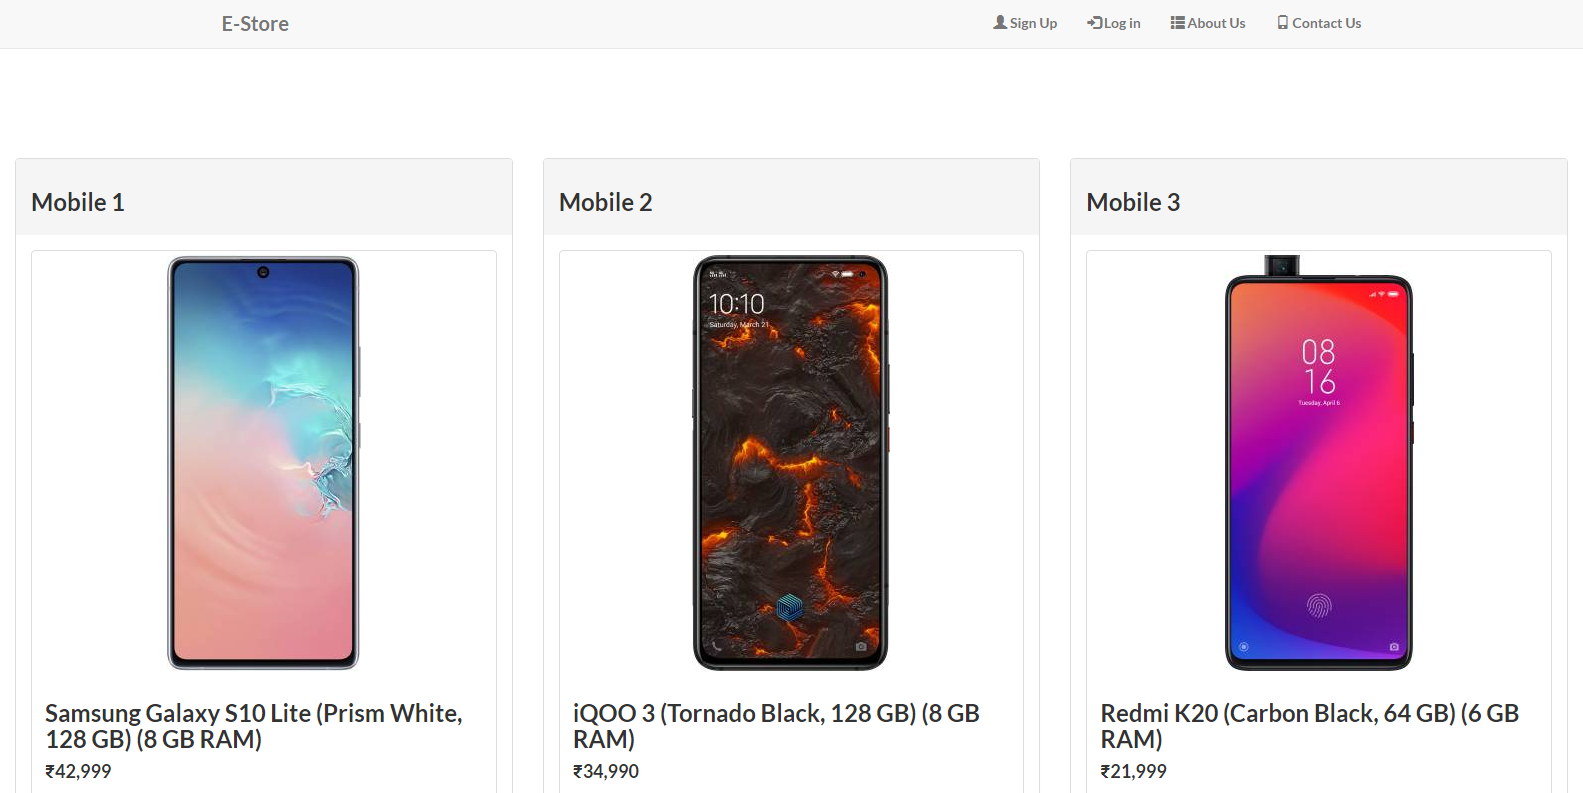 E-Store
Sign Up
Log in
About Us
Contact Us
Mobile 1
Mobile 2
Mobile 3
10:10
Saturday, March 21
08
16
Tuesday, April 6
Samsung Galaxy S10 Lite (Prism White,
128 GB) (8 GB RAM)
₹42,999
iQOO 3 (Tornado Black, 128 GB) (8 GB
RAM)
₹34,990
Redmi K20 (Carbon Black, 64 GB) (6 GB
RAM)
₹21,999